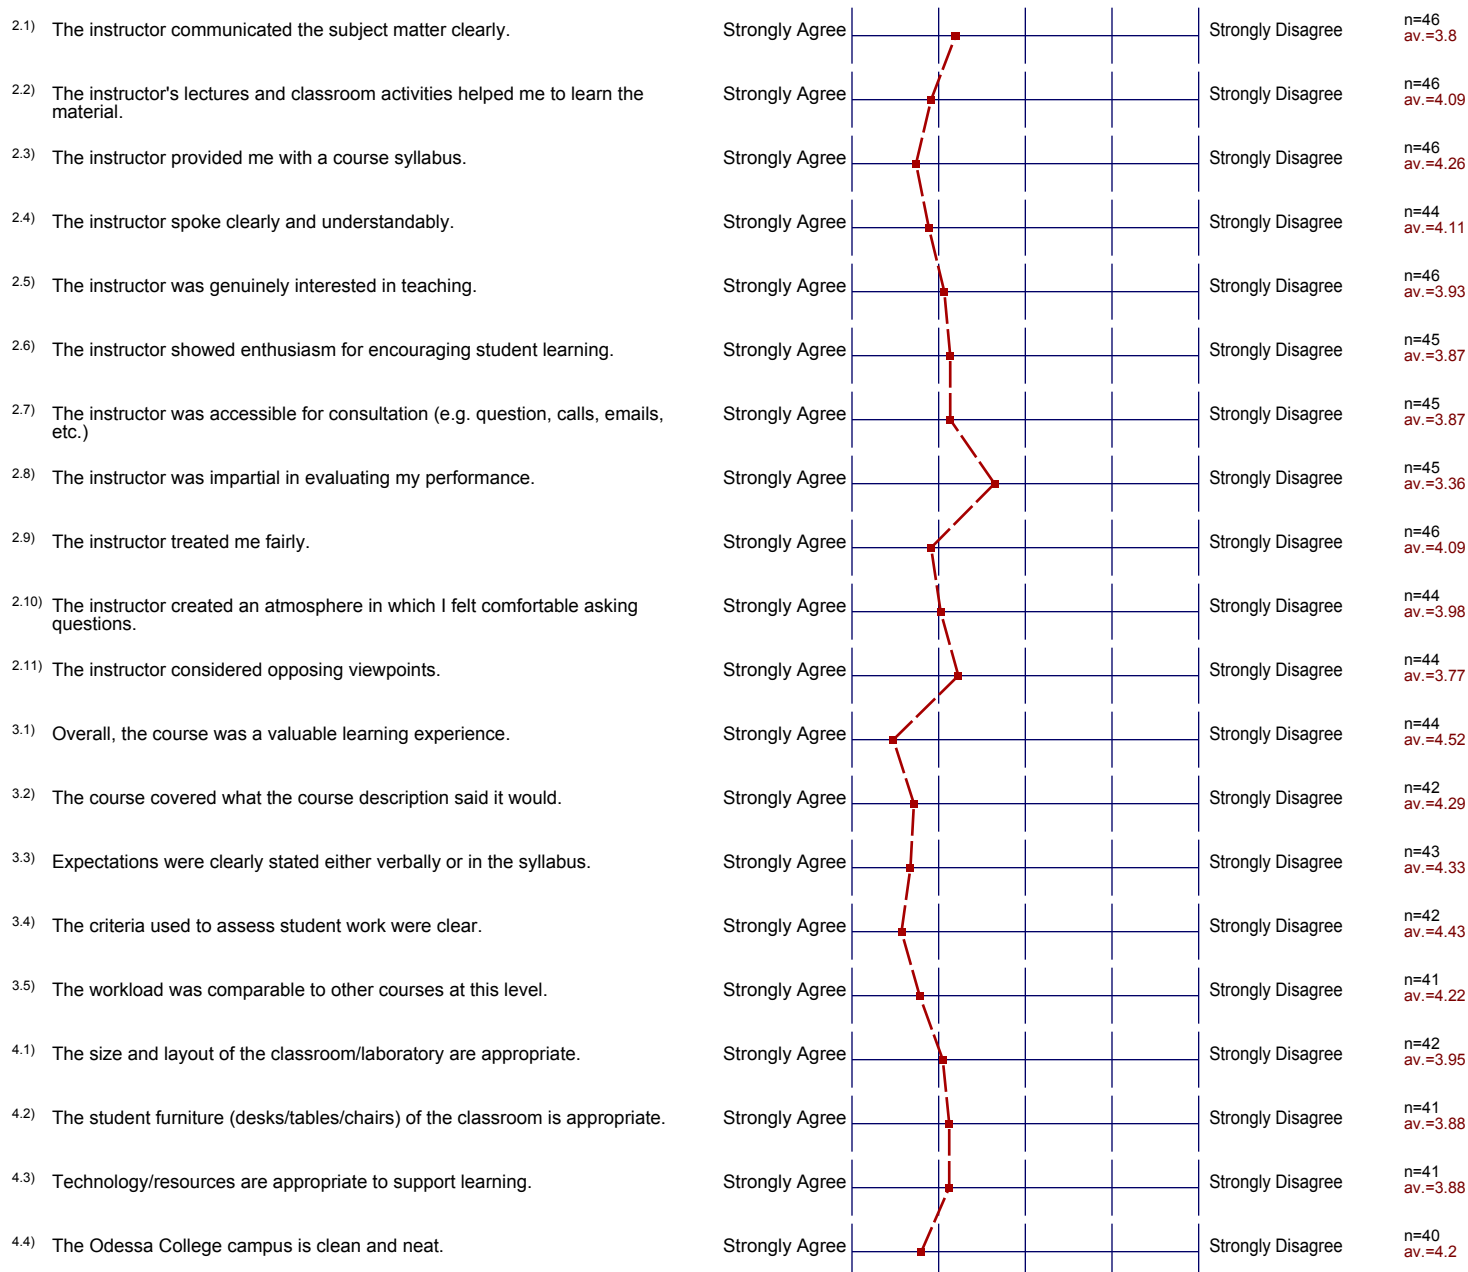 2.1) The instructor communicated the subject matter clearly. Strongly Agree Strongly Disagree n=46
av.=3.8
2.2) The instructor's lectures and classroom activities helped me to learn the
material. Strongly Agree Strongly Disagree n=46
av.=4.09
2.3) The instructor provided me with a course syllabus. Strongly Agree Strongly Disagree n=46
av.=4.26
2.4) The instructor spoke clearly and understandably. Strongly Agree Strongly Disagree n=44
av.=4.11
2.5) The instructor was genuinely interested in teaching. Strongly Agree Strongly Disagree n=46
av.=3.93
2.6) The instructor showed enthusiasm for encouraging student learning. Strongly Agree Strongly Disagree n=45
av.=3.87
2.7) The instructor was accessible for consultation (e.g. question, calls, emails,
etc.) Strongly Agree Strongly Disagree n=45
av.=3.87
2.8) The instructor was impartial in evaluating my performance. Strongly Agree Strongly Disagree n=45
av.=3.36
2.9) The instructor treated me fairly. Strongly Agree Strongly Disagree n=46
av.=4.09
2.10) The instructor created an atmosphere in which I felt comfortable asking
questions. Strongly Agree Strongly Disagree n=44
av.=3.98
2.11) The instructor considered opposing viewpoints. Strongly Agree Strongly Disagree n=44
av.=3.77
3.1) Overall, the course was a valuable learning experience. Strongly Agree Strongly Disagree n=44
av.=4.52
3.2) The course covered what the course description said it would. Strongly Agree Strongly Disagree n=42
av.=4.29
3.3) Expectations were clearly stated either verbally or in the syllabus. Strongly Agree Strongly Disagree n=43
av.=4.33
3.4) The criteria used to assess student work were clear. Strongly Agree Strongly Disagree n=42
av.=4.43
3.5) The workload was comparable to other courses at this level. Strongly Agree Strongly Disagree n=41
av.=4.22
4.1) The size and layout of the classroom/laboratory are appropriate. Strongly Agree Strongly Disagree n=42
av.=3.95
4.2) The student furniture (desks/tables/chairs) of the classroom is appropriate. Strongly Agree Strongly Disagree n=41
av.=3.88
4.3) Technology/resources are appropriate to support learning. Strongly Agree Strongly Disagree n=41
av.=3.88
4.4) The Odessa College campus is clean and neat. Strongly Agree Strongly Disagree n=40
av.=4.2